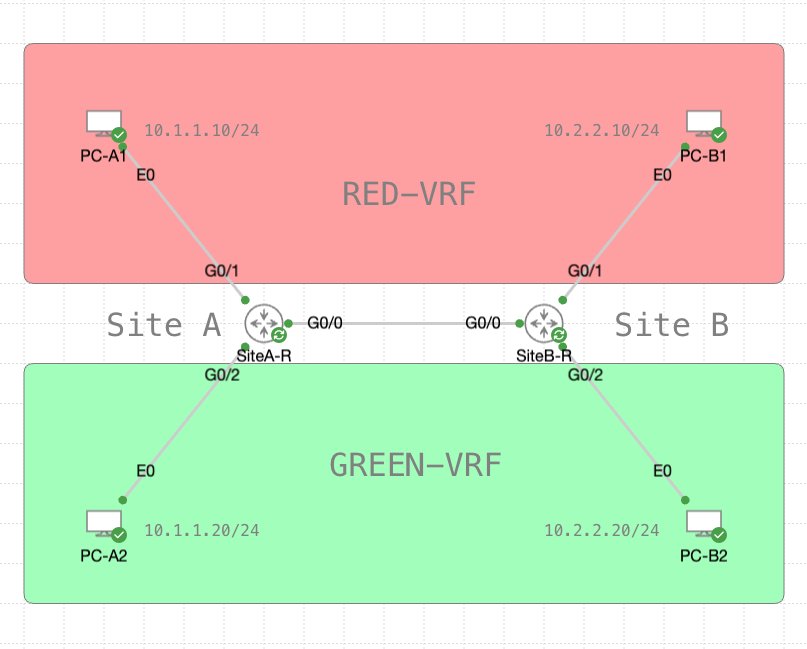 10.1.1.10/24
10.2.2.10/24
PC-A1
PC-B1
E0
E0
RED-VRF
G0/1
G0/1
Site A
G0/0
G0/0
Site B
SiteA-R
SiteB-R
G0/2
G0/2
GREEN-VRF
E0
E0
10.1.1.20/24
10.2.2.20/24
PC-A2
PC-B2